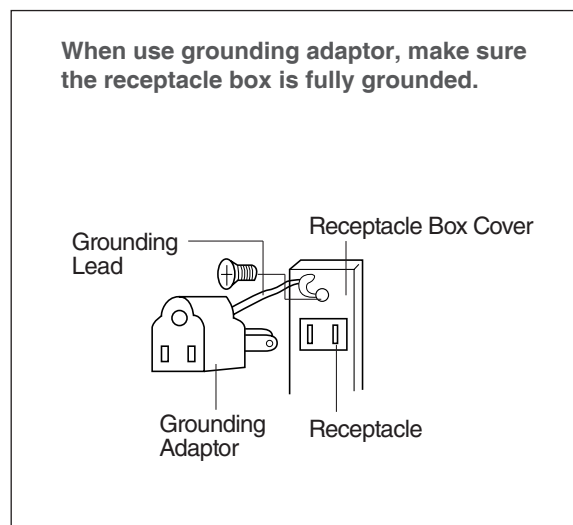 When use grounding adaptor, make sure
the receptacle box is fully grounded.
Receptacle Box Cover
Grounding
Lead
Grounding
Adaptor
Receptacle